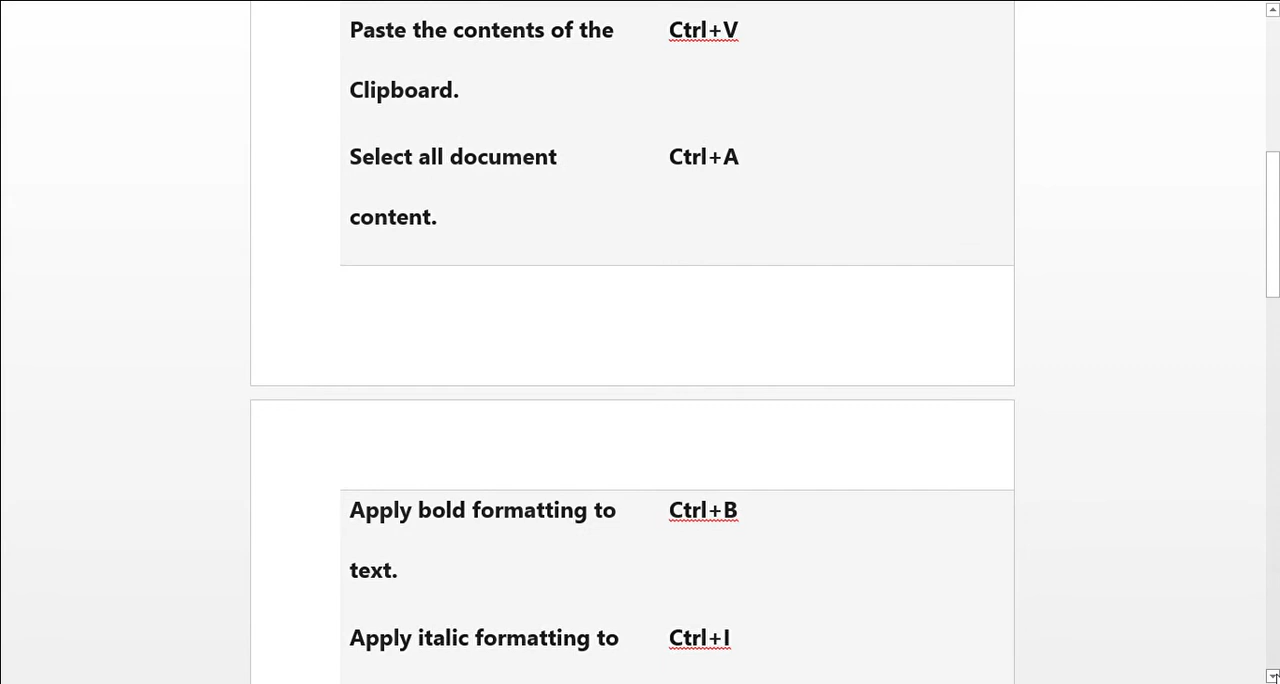 Paste the contents of the Ctrl+V
Clipboard.
Select all document Ctrl+A
content.
Apply bold formatting to Ctrl+B
text.
Apply italic formatting to Ctrl+I